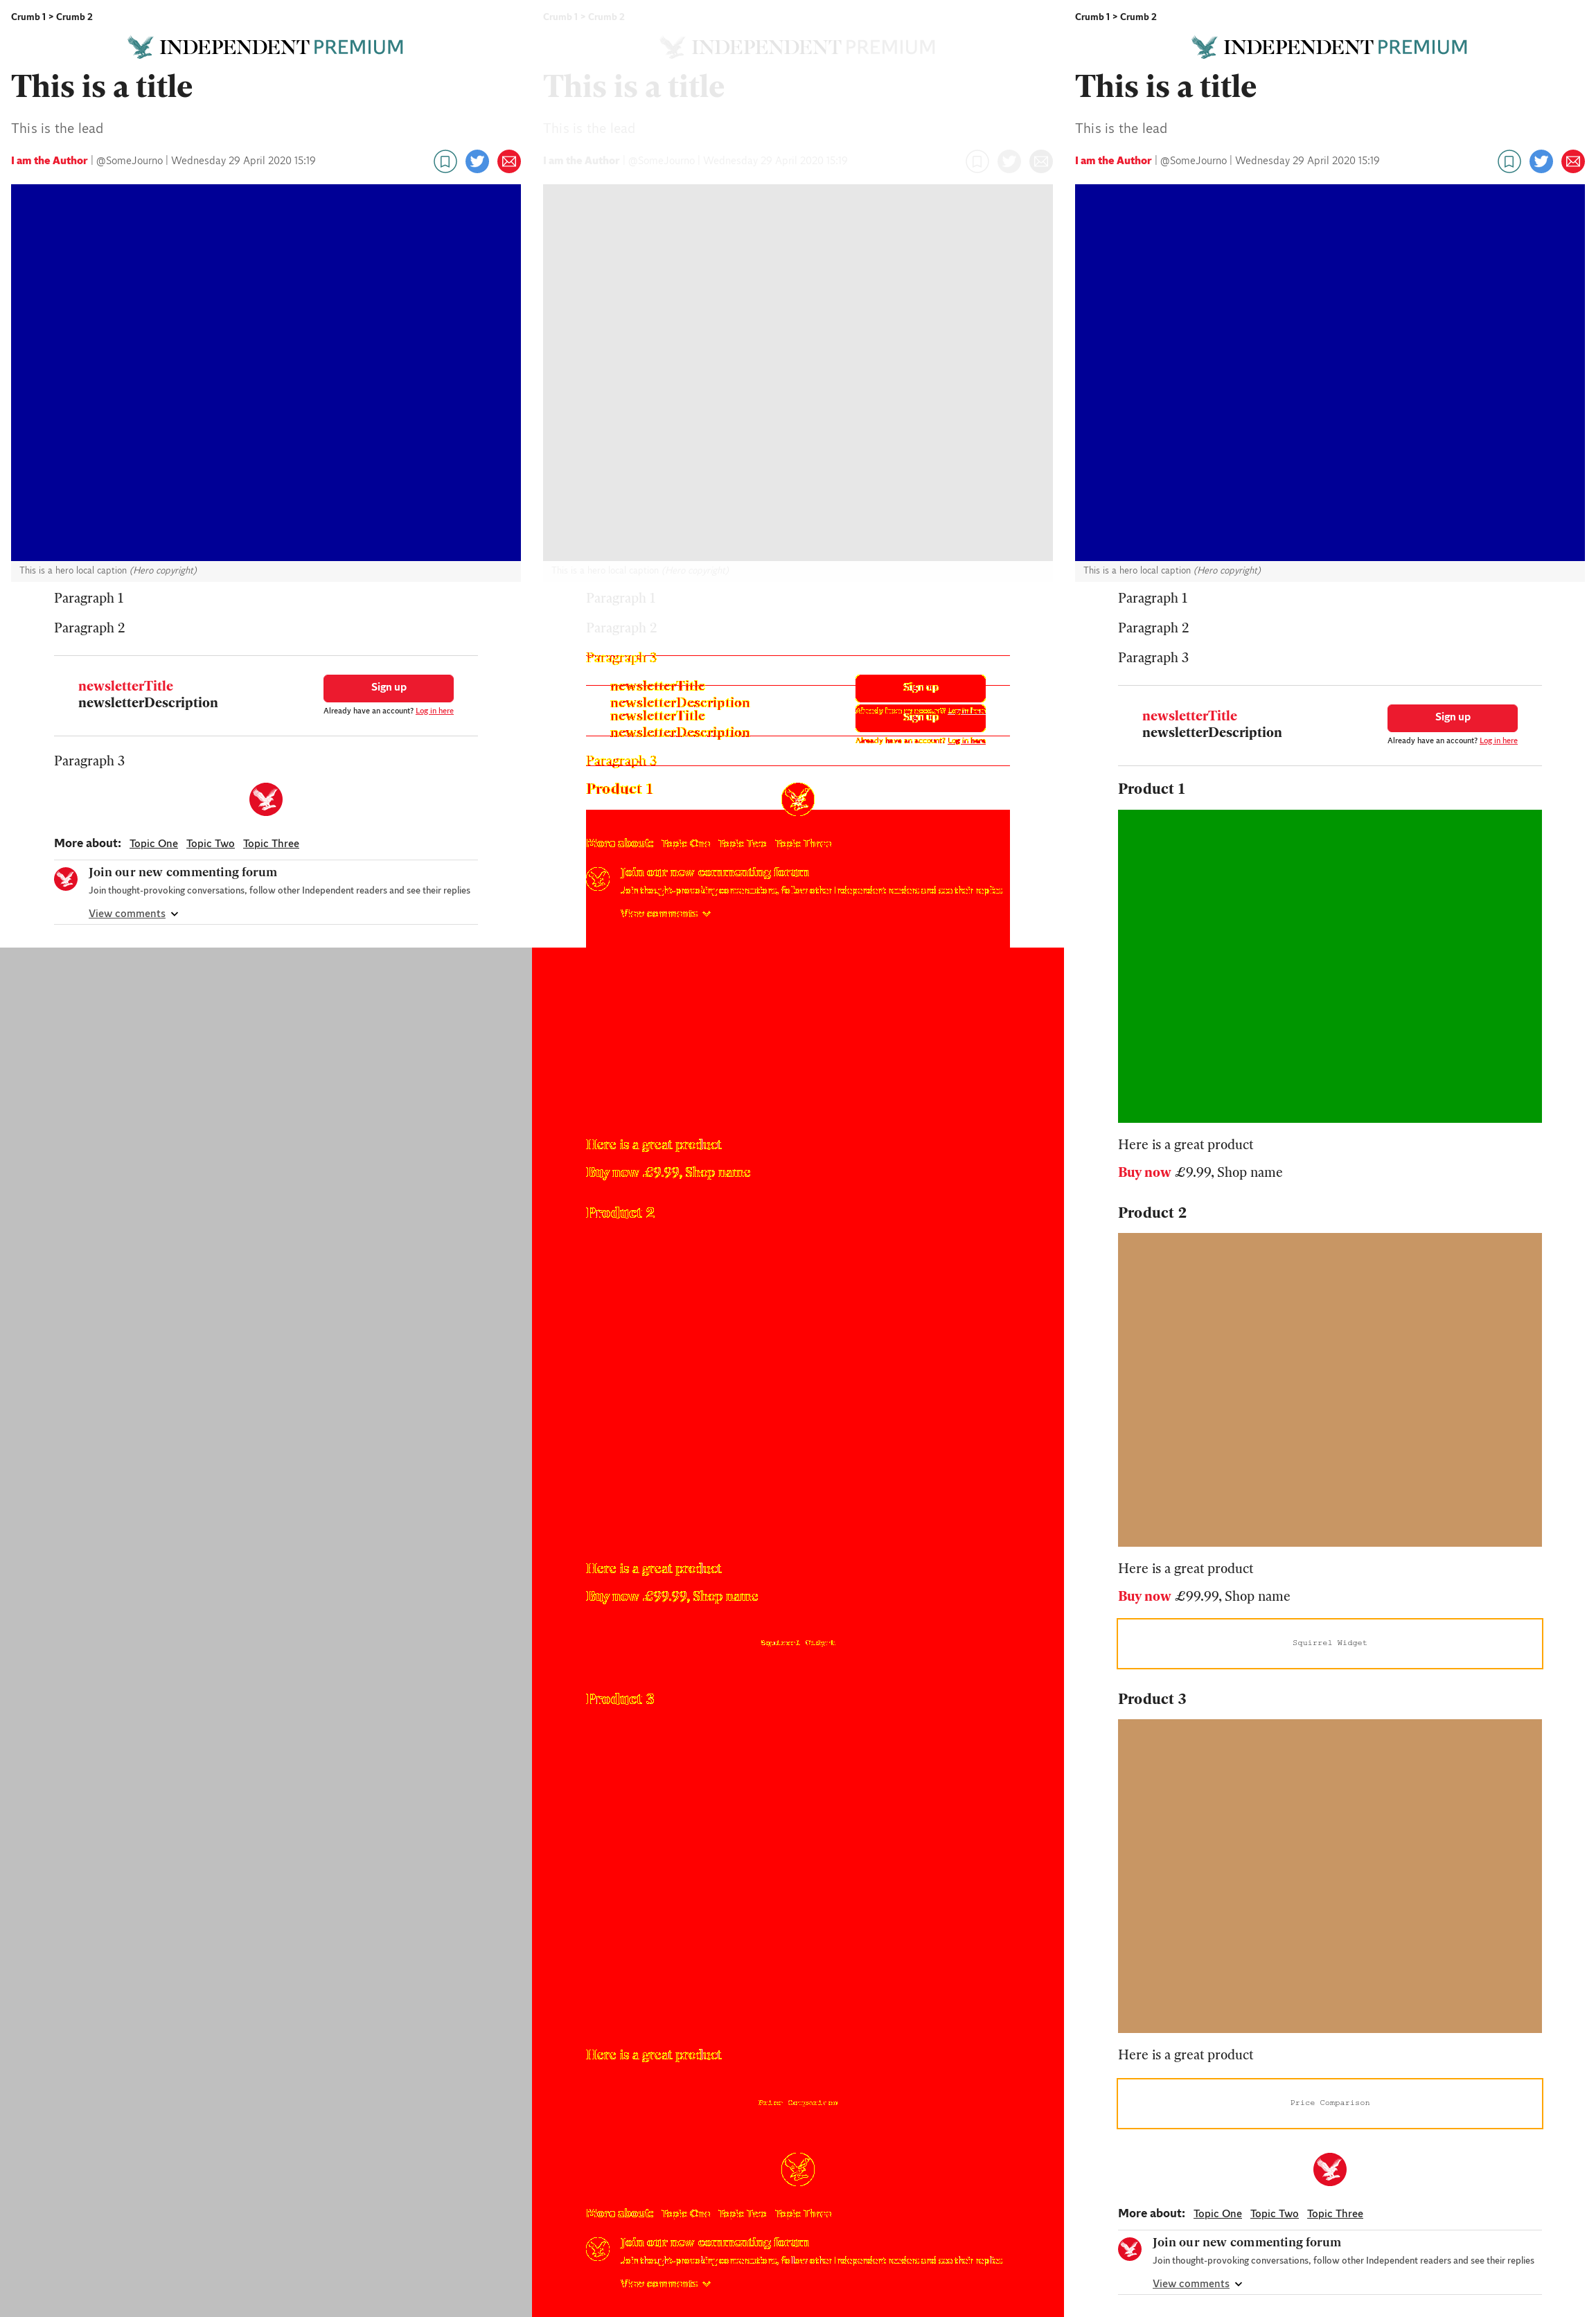 Crumb 1 > Crumb 2
INDEPENDENT PREMIUM
This is a title
This is the lead
I am the Author | @SomeJourno | Wednesday 29 April 2020 15:19
This is a hero local caption (Hero copyright)
Paragraph 1
Paragraph 2
newsletterTitle
newsletterDescription
Sign up
Already have an account? Log in here
Paragraph 3
More about: Topic One Topic Two Topic Three
Join our new commenting forum
Join thought-provoking conversations, follow other Independent readers and see their replies
View comments
Crumb 1 > Crumb 2
INDEPENDENT PREMIUM
This is a title
This is the lead
I am the Author | @SomeJourno | Wednesday 29 April 2020 15:19
This is a hero local caption (Hero copyright)
Paragraph 1
Paragraph 2
Paragraph 3
newsletterTitle
newsletterDescription
Sign up
Already have an account? Log in here
newsletterTitle
newsletterDescription
Sign up
Already have an account? Log in here
Paragraph 3
Product 1
More about: Topic One Topic Two Topic Three
Join our new commenting forum
Join thought-provoking conversations, follow other Independent readers and see their replies
View comments
Here is a great product
Buy now £9.99, Shop name
Product 2
Here is a great product
Buy now £99.99, Shop name
Squirrel Widget
Product 3
Here is a great product
Price Comparison
More about: Topic One Topic Two Topic Three
Join our new commenting forum
Join thought-provoking conversations, follow other Independent readers and see their replies
View comments
Crumb 1 > Crumb 2
INDEPENDENT PREMIUM
This is a title
This is the lead
I am the Author | @SomeJourno | Wednesday 29 April 2020 15:19
This is a hero local caption (Hero copyright)
Paragraph 1
Paragraph 2
Paragraph 3
newsletterTitle
newsletterDescription
Sign up
Already have an account? Log in here
Product 1
Here is a great product
Buy now £9.99, Shop name
Product 2
Here is a great product
Buy now £99.99, Shop name
Squirrel Widget
Product 3
Here is a great product
Price Comparison
More about: Topic One Topic Two Topic Three
Join our new commenting forum
Join thought-provoking conversations, follow other Independent readers and see their replies
View comments